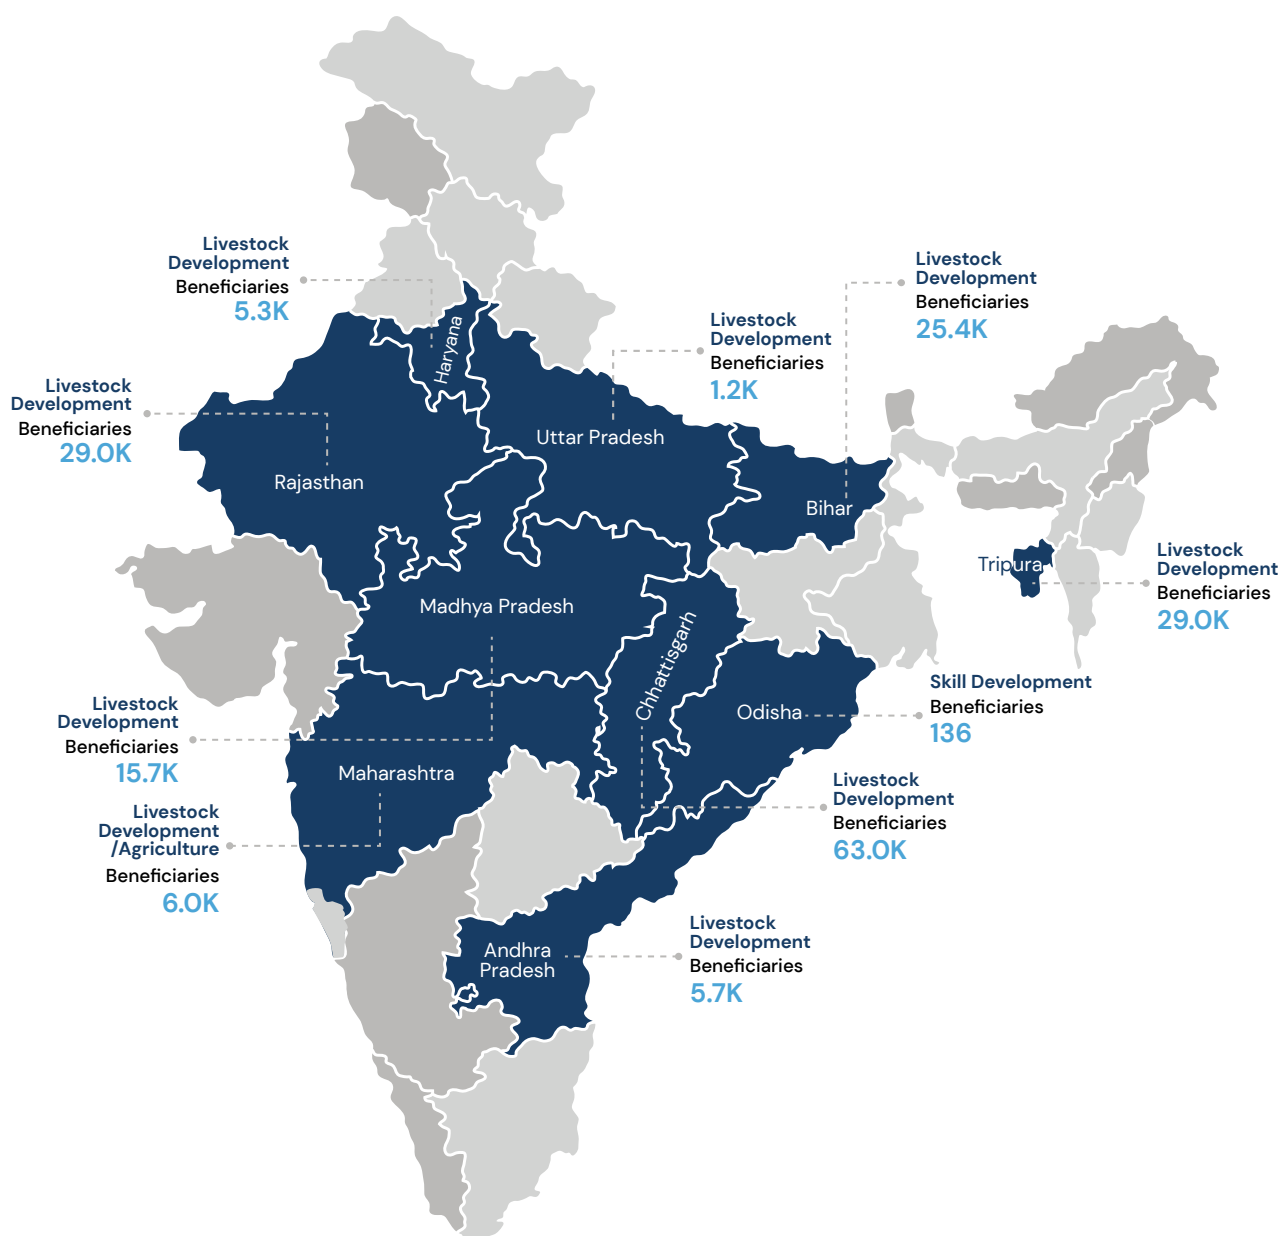 Livestock
Development
Beneficiaries
5.3K
Livestock
Development
Beneficiaries
25.4K
Livestock
Development
Beneficiaries
1.2K
Haryana
Livestock
Development
Beneficiaries
29.0K
Uttar Pradesh
Rajasthan
Bihar
Tripura
Livestock
Development
Beneficiaries
29.0K
Madhya Pradesh
Chhattisgarh
Skill Development
Beneficiaries
136
Odisha
Livestock
Development
Beneficiaries
15.7K
Maharashtra
Livestock
Development
Beneficiaries
63.0K
Livestock
Development
/Agriculture
Beneficiaries
6.0K
Livestock
Development
Beneficiaries
5.7K
Andhra
Pradesh